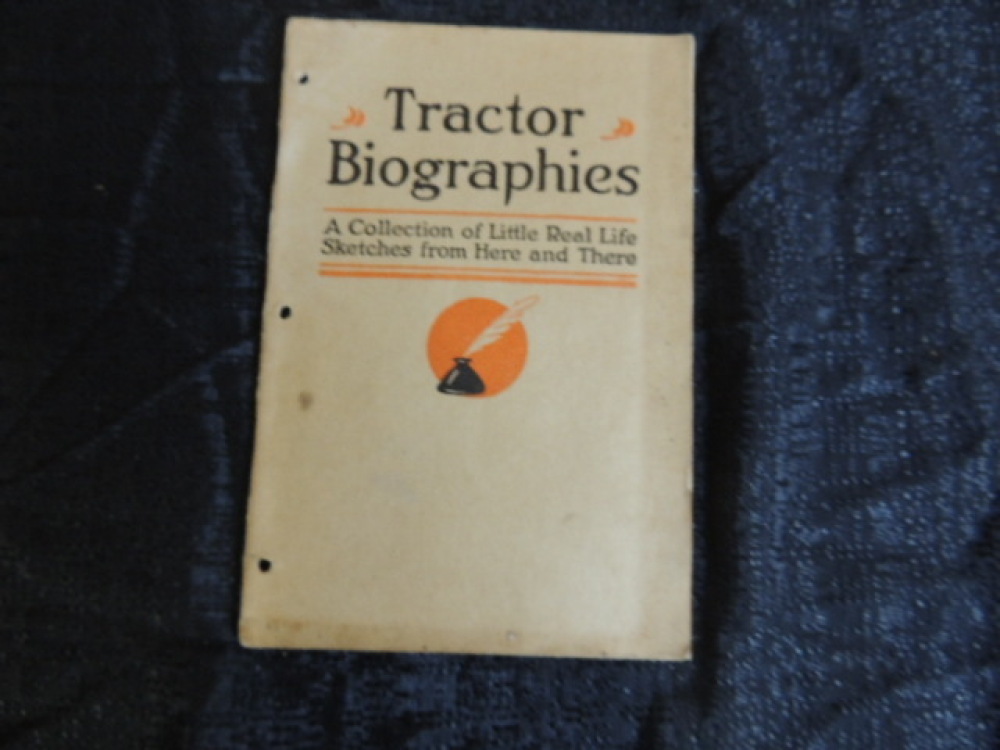 Tractor
Biographies
A Collection of Little Real Life
Sketches from Here and There